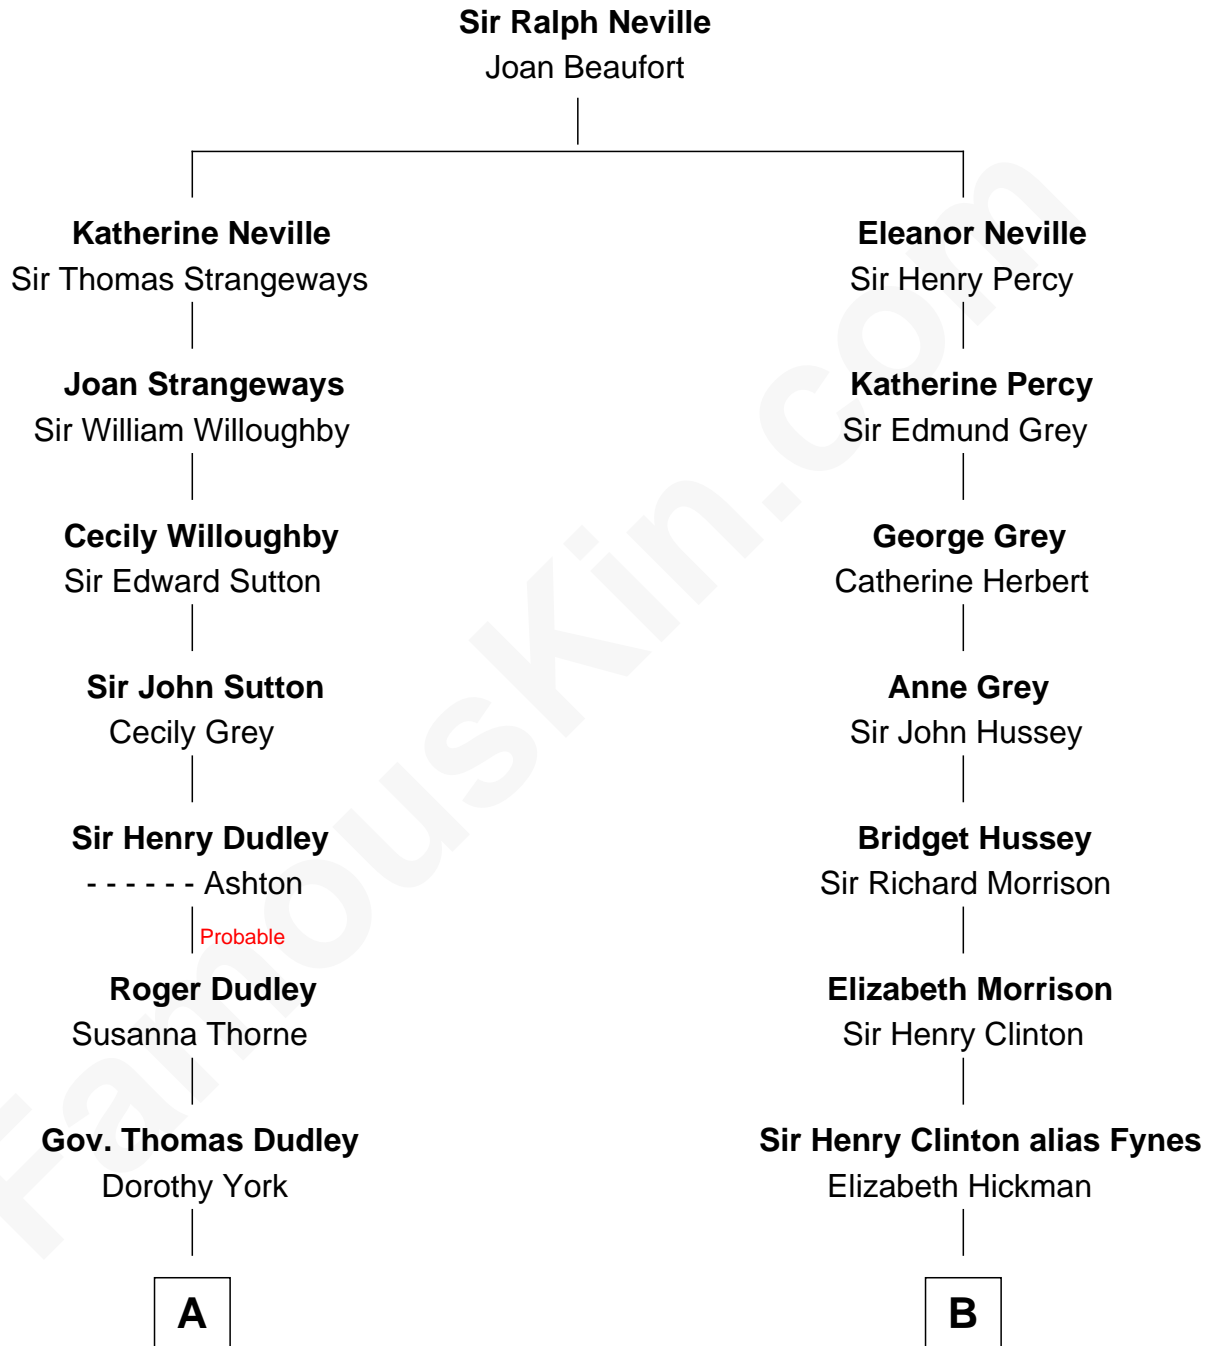 Sir Ralph Neville
Joan Beaufort
Katherine Neville
Sir Thomas Strangeways
Eleanor Neville
Sir Henry Percy
Joan Strangeways
Sir William Willoughby
Katherine Percy
Sir Edmund Grey
Cecily Willoughby
Sir Edward Sutton
George Grey
Catherine Herbert
Sir John Sutton
Cecily Grey
Anne Grey
Sir John Hussey
Sir Henry Dudley
- - - - - - Ashton
Probable
Bridget Hussey
Sir Richard Morrison
Roger Dudley
Susanna Thorne
Elizabeth Morrison
Sir Henry Clinton
Gov. Thomas Dudley
Dorothy York
Sir Henry Clinton alias Fynes
Elizabeth Hickman
A
B
FamousKin.com